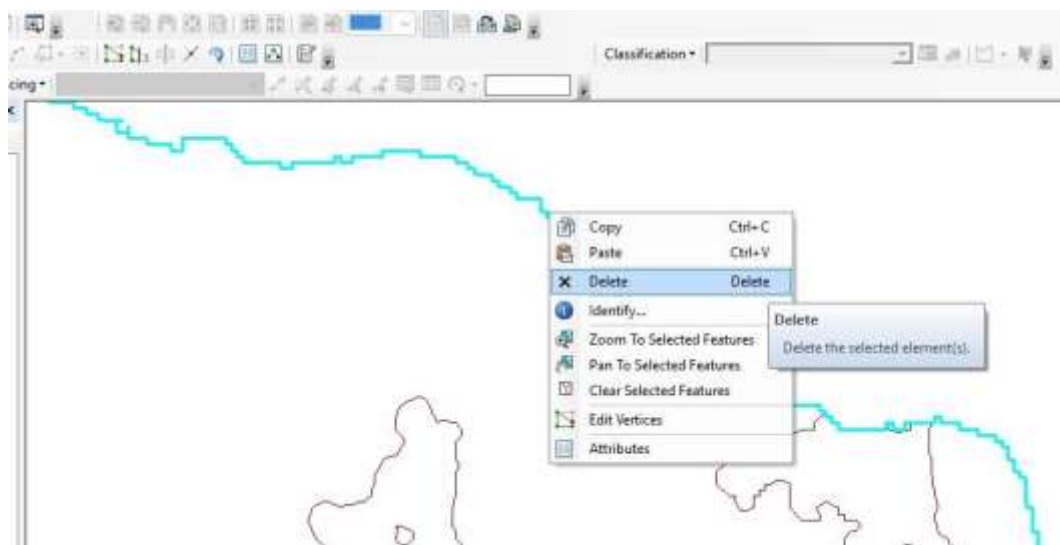 Classification
cing
Copy Ctrl+C
Paste Ctrl+V
Delete Delete
Identify...
Zoom To Selected Features
Pan To Selected Features
Clear Selected Features
Edit Vertices
Attributes
Delete
Delete the selected element(s).